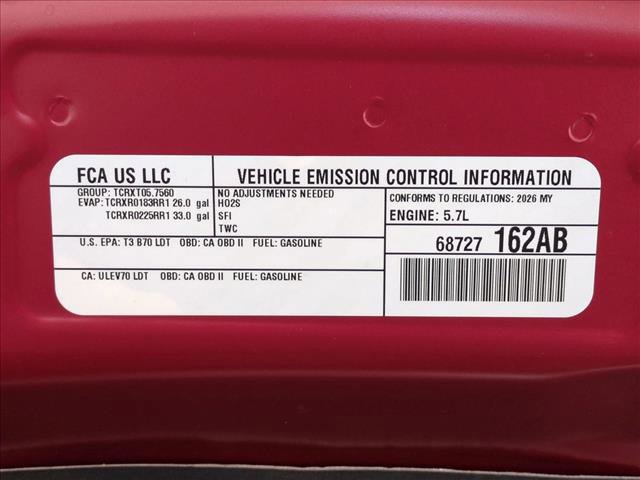 FCA US LLC
VEHICLE EMISSION CONTROL INFORMATION
GROUP: TCRXT05.7560
EVAP: TCRXR0183RR1 26.0 gal
TCRXR0225RR1 33.0 gal
NO ADJUSTMENTS NEEDED
HO2S
SFI
TWC
CONFORMS TO REGULATIONS: 2026 MY
ENGINE: 5.7L
U.S. EPA: T3 B70 LDT OBD: CA OBD II FUEL: GASOLINE
68727 162AB
CA: ULEV70 LDT OBD: CA OBD II FUEL: GASOLINE